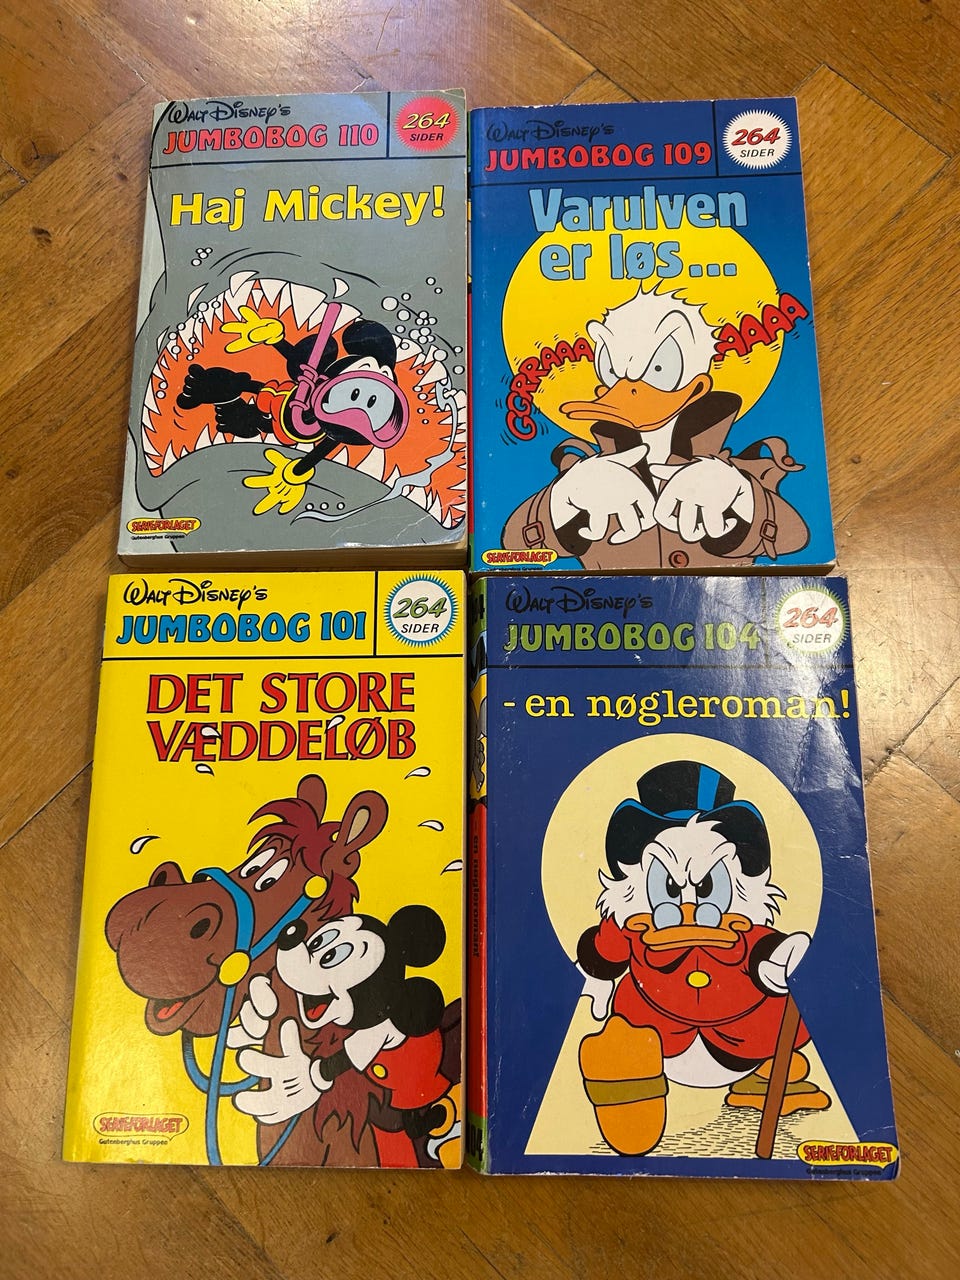 Walt Disney's
JUMBOBOG 110
264
SIDER
Haj Mickey!
SERIEFORLAGET
Gutenberghus Gruppen
Walt Disney's
JUMBOBOG 109
264
SIDER
Varulven
er løs...
GGRRAAA
AAAA
SERIEFORLAGET
Walt Disney's
JUMBOBOG 101
264
SIDER
DET STORE
VÆDDELØB
SERIEFORLAGET
Gutenberghus Gruppen
Walt Disney's
JUMBOBOG 104
264
SIDER
- en nøgleroman!
SERIEFORLAGET
Gutenberghus Gruppen
- en nøgleroman!